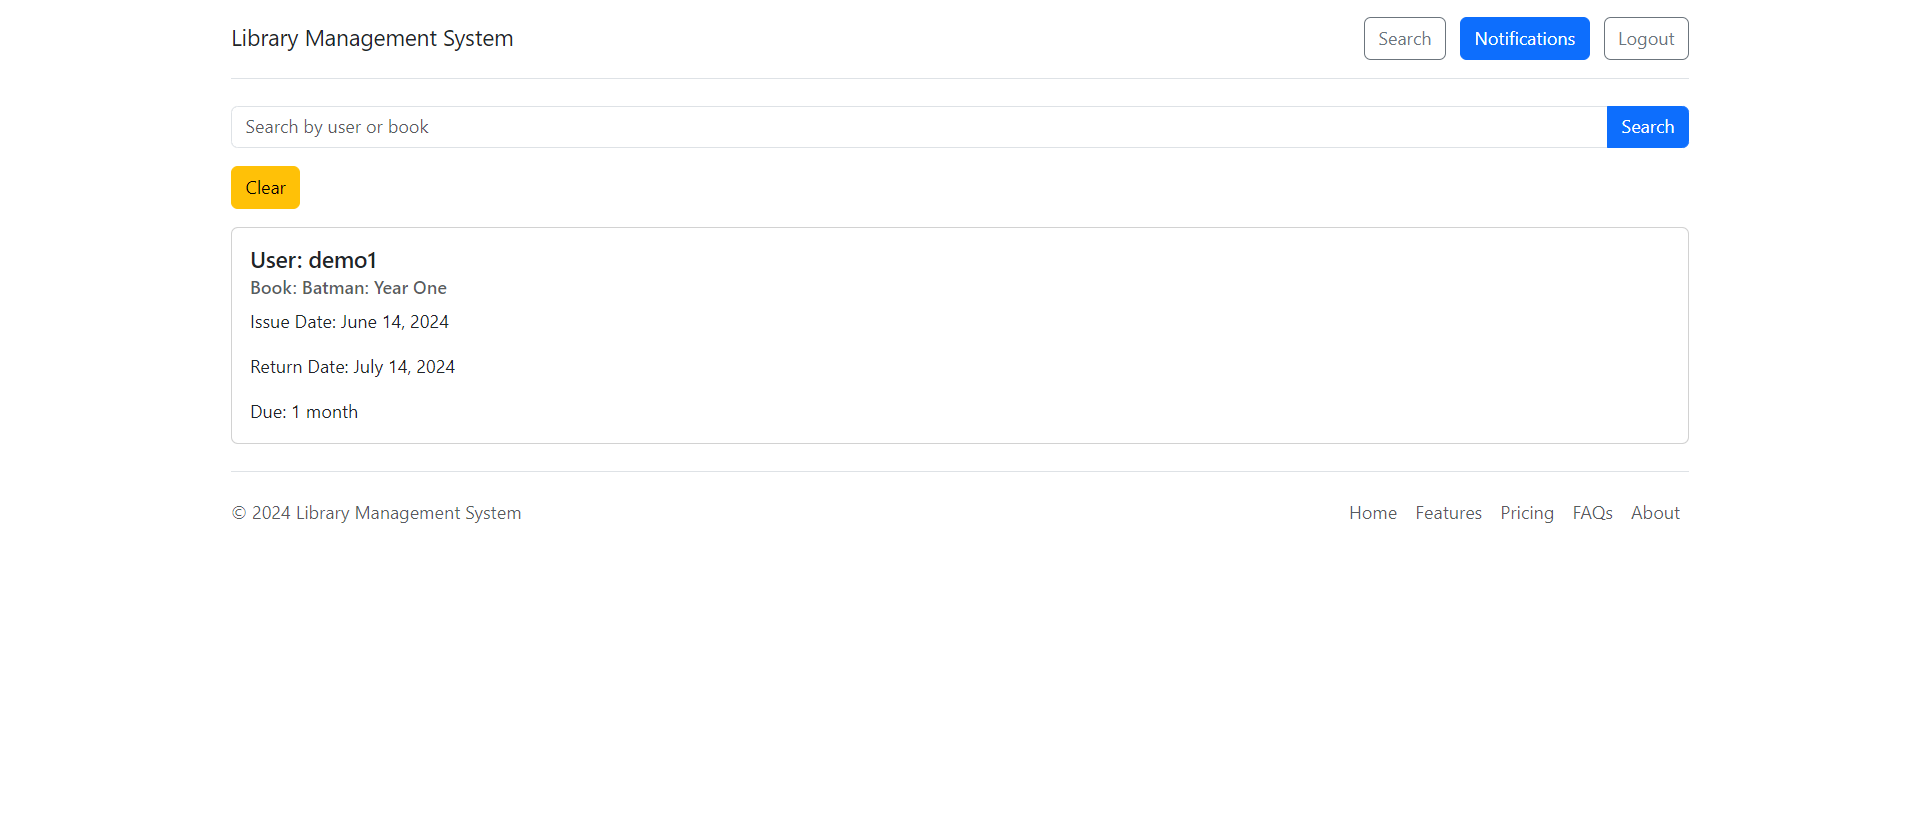 Library Management System
Search
Notifications
Logout
Search by user or book
Search
Clear
User: demo1
Book: Batman: Year One
Issue Date: June 14, 2024
Return Date: July 14, 2024
Due: 1 month
© 2024 Library Management System
Home
Features
Pricing
FAQs
About